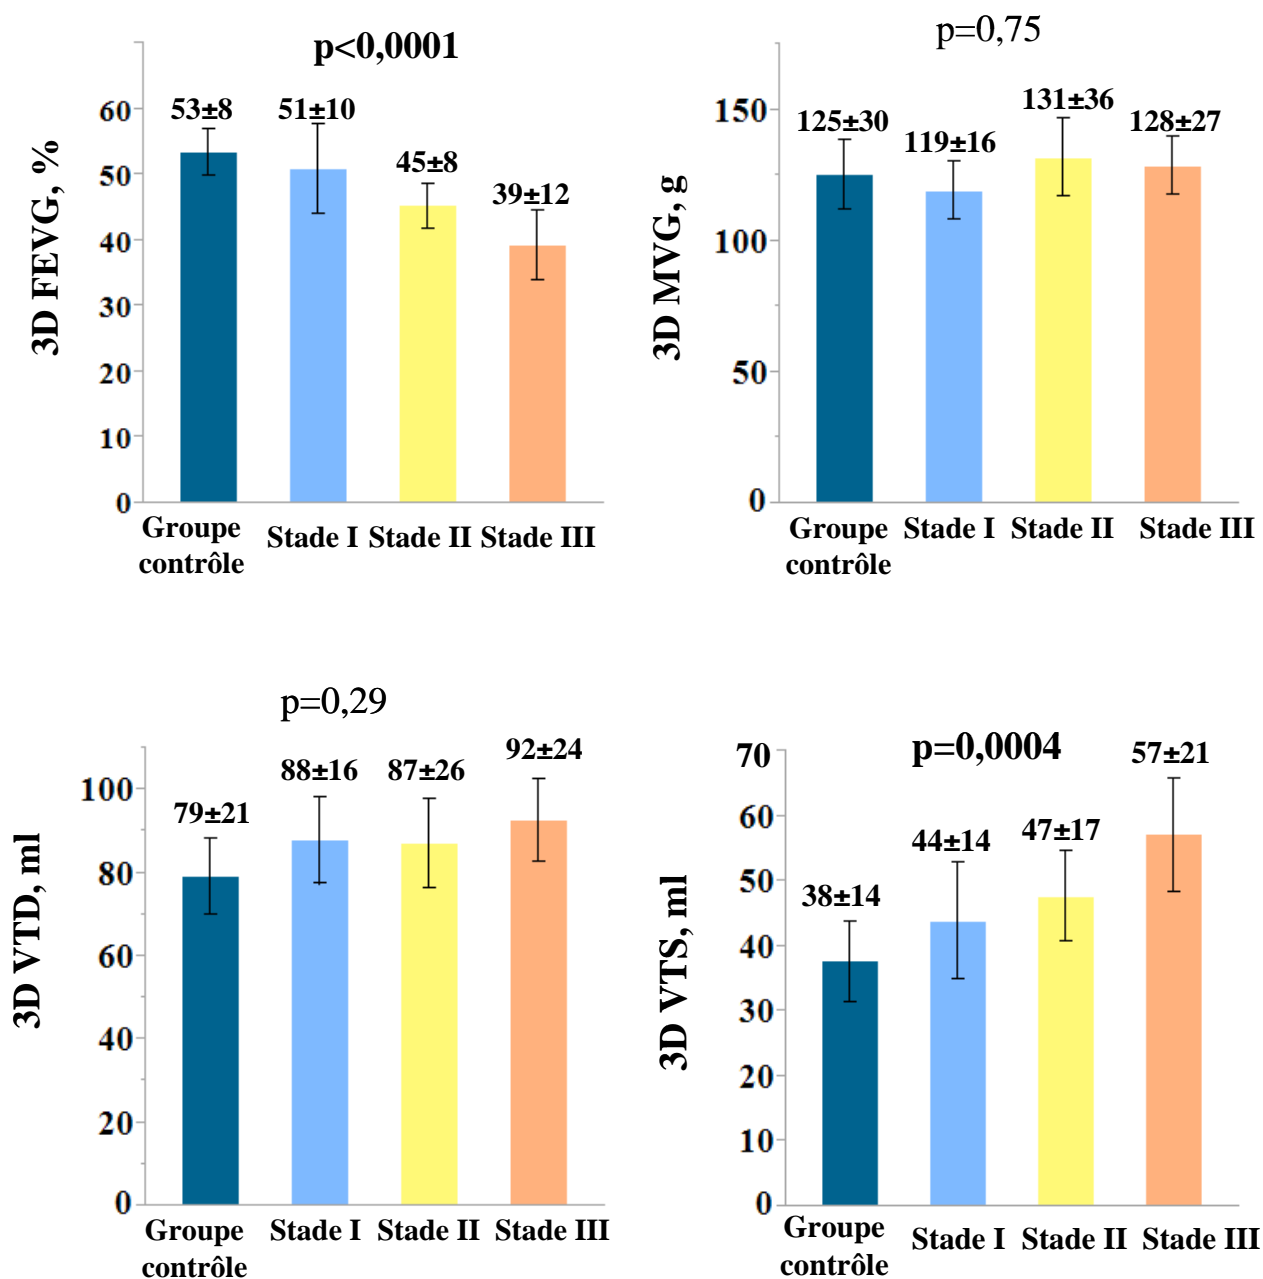 p<0,0001
53±8
51±10
45±8
39±12
60
50
40
30
20
10
0
3D FEVG, %
Groupe
contrôle
Stade I
Stade II
Stade III
p=0,75
125±30
119±16
131±36
128±27
150
100
50
0
3D MVG, g
Groupe
contrôle
Stade I
Stade II
Stade III
p=0,29
79±21
88±16
87±26
92±24
100
80
60
40
20
0
3D VTD, ml
Groupe
contrôle
Stade I
Stade II
Stade III
p=0,0004
38±14
44±14
47±17
57±21
70
60
50
40
30
20
10
0
3D VTS, ml
Groupe
contrôle
Stade I
Stade II
Stade III